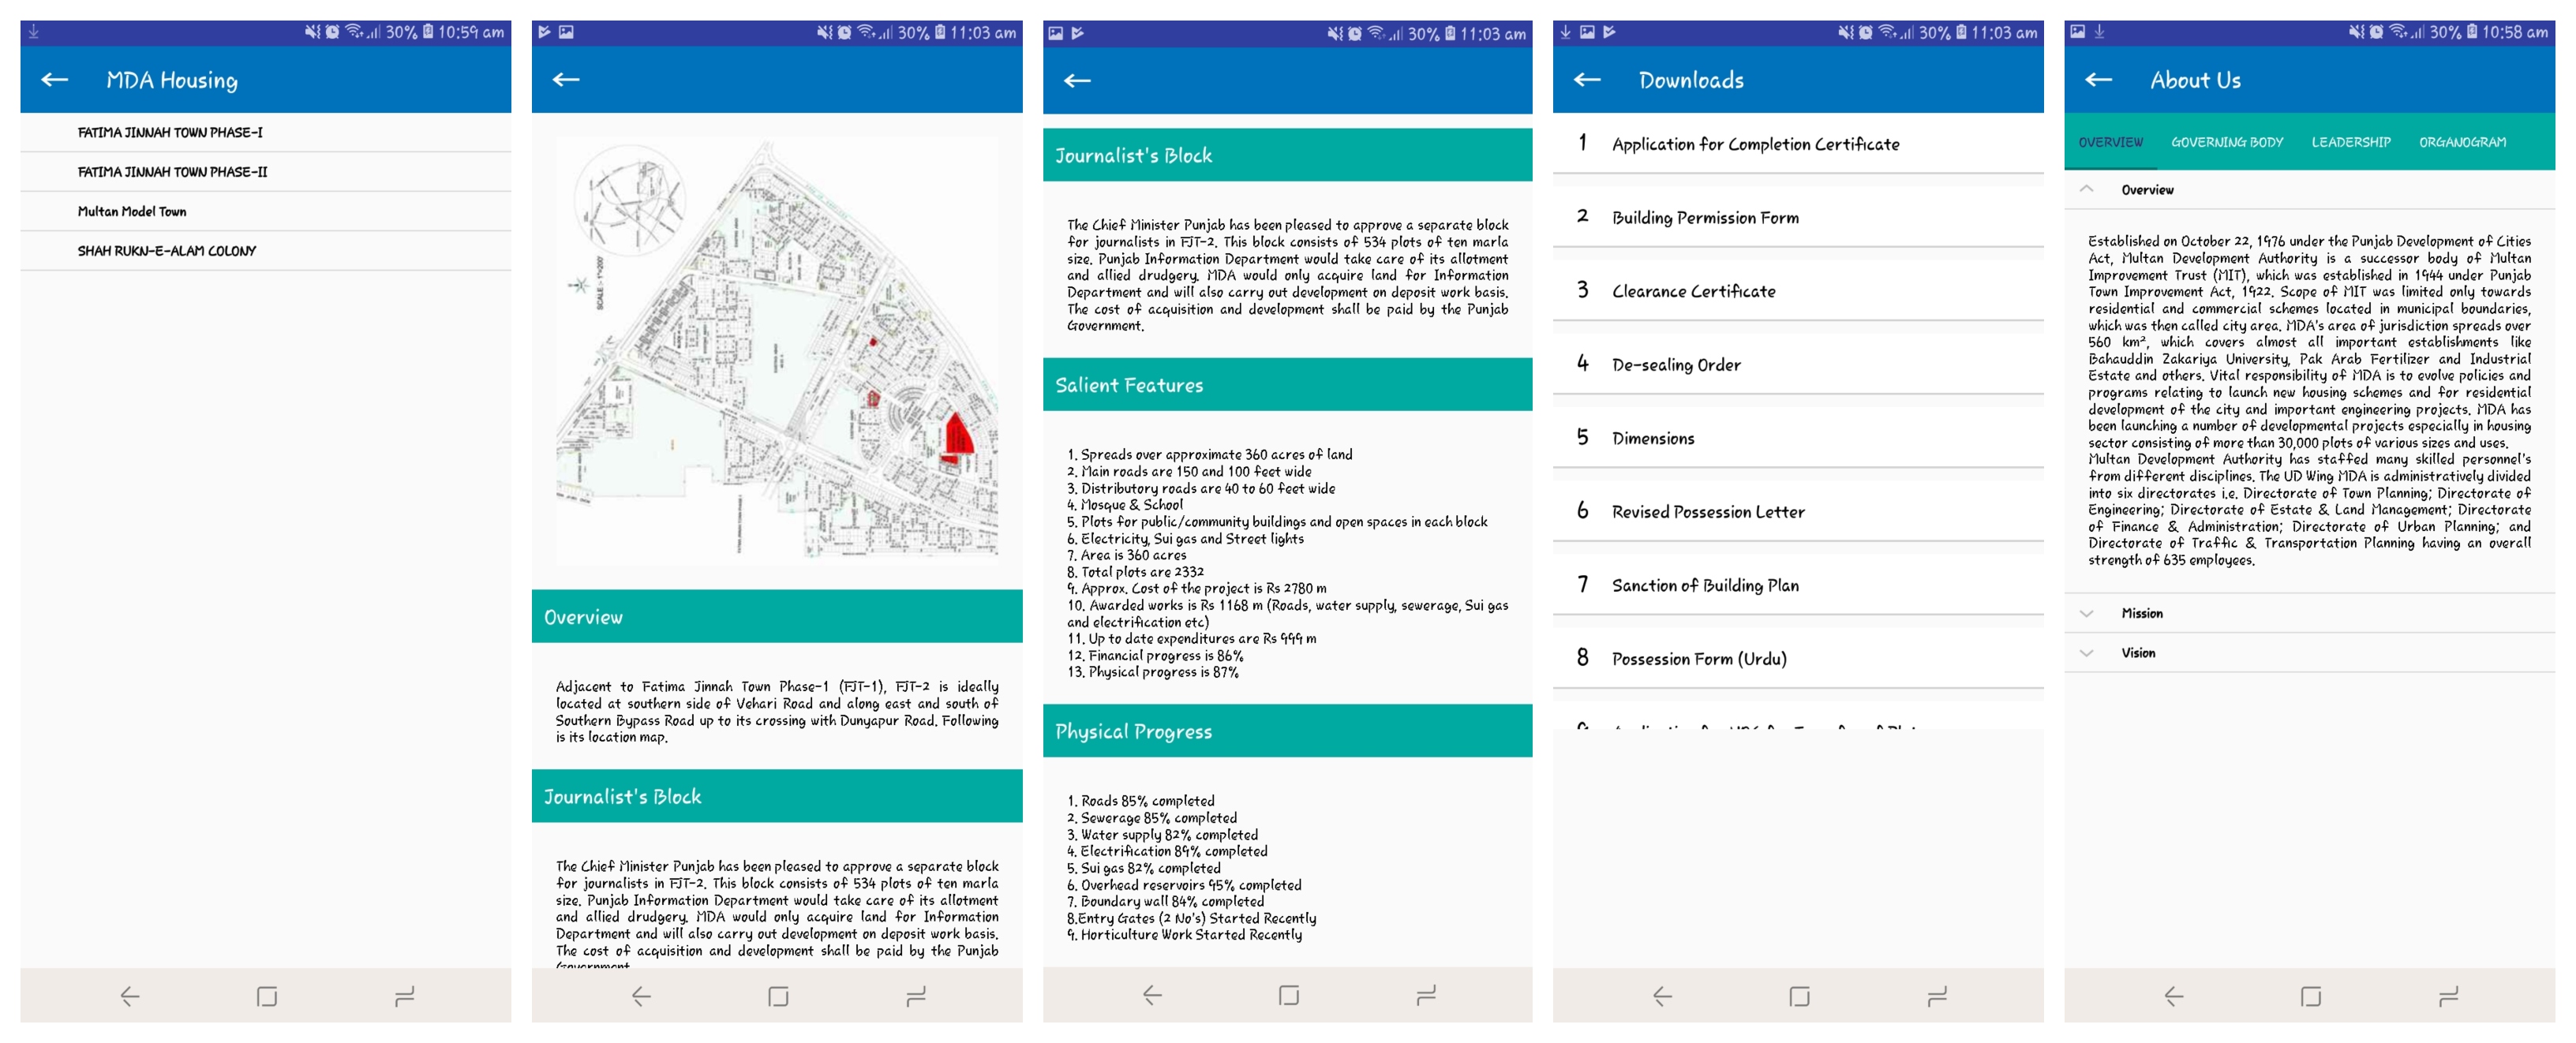 30% 10:59 am
MDA Housing
FATIMA JINNAH TOWN PHASE-I
FATIMA JINNAH TOWN PHASE-II
Multan Model Town
SHAH RUKN-E-ALAM COLONY
30% 11:03 am
SCALE :- 1"=200'
Overview
Adjacent to Fatima Jinnah Town Phase-1 (FJT-1), FJT-2 is ideally
located at southern side of Vehari Road and along east and south of
Southern Bypass Road up to its crossing with Dunyapur Road. Following
is its location map.
Journalist's Block
The Chief Minister Punjab has been pleased to approve a separate block
for journalists in FJT-2. This block consists of 534 plots of ten marla
size. Punjab Information Department would take care of its allotment
and allied drudgery. MDA would only acquire land for Information
Department and will also carry out development on deposit work basis.
The cost of acquisition and development shall be paid by the Punjab
Government.
30% 11:03 am
Journalist's Block
The Chief Minister Punjab has been pleased to approve a separate block
for journalists in FJT-2. This block consists of 534 plots of ten marla
size. Punjab Information Department would take care of its allotment
and allied drudgery. MDA would only acquire land for Information
Department and will also carry out development on deposit work basis.
The cost of acquisition and development shall be paid by the Punjab
Government.
Salient Features
1. Spreads over approximate 360 acres of land
2. Main roads are 150 and 100 feet wide
3. Distributory roads are 40 to 60 feet wide
4. Mosque & School
5. Plots for public/community buildings and open spaces in each block
6. Electricity, Sui gas and Street lights
7. Area is 360 acres
8. Total plots are 2332
9. Approx. Cost of the project is Rs 2780 m
10. Awarded works is Rs 1168 m (Roads, water supply, sewerage, Sui gas
and electrification etc)
11. Up to date expenditures are Rs 999 m
12. Financial progress is 86%
13. Physical progress is 87%
Physical Progress
1. Roads 85% completed
2. Sewerage 85% completed
3. Water supply 82% completed
4. Electrification 89% completed
5. Sui gas 82% completed
6. Overhead reservoirs 95% completed
7. Boundary wall 84% completed
8.Entry Gates (2 No's) Started Recently
9. Horticulture Work Started Recently
30% 11:03 am
Downloads
1 Application for Completion Certificate
2 Building Permission Form
3 Clearance Certificate
4 De-sealing Order
5 Dimensions
6 Revised Possession Letter
7 Sanction of Building Plan
8 Possession Form (Urdu)
30% 10:58 am
About Us
OVERVIEW GOVERNING BODY LEADERSHIP ORGANOGRAM
Overview
Established on October 22, 1976 under the Punjab Development of Cities
Act, Multan Development Authority is a successor body of Multan
Improvement Trust (MIT), which was established in 1944 under Punjab
Town Improvement Act, 1922. Scope of MIT was limited only towards
residential and commercial schemes located in municipal boundaries,
which was then called city area. MDA's area of jurisdiction spreads over
560 km², which covers almost all important establishments like
Bahauddin Zakariya University, Pak Arab Fertilizer and Industrial
Estate and others. Vital responsibility of MDA is to evolve policies and
programs relating to launch new housing schemes and for residential
development of the city and important engineering projects. MDA has
been launching a number of developmental projects especially in housing
sector consisting of more than 30,000 plots of various sizes and uses.
Multan Development Authority has staffed many skilled personnel's
from different disciplines. The UD Wing MDA is administratively divided
into six directorates i.e. Directorate of Town Planning; Directorate of
Engineering; Directorate of Estate & Land Management; Directorate
of Finance & Administration; Directorate of Urban Planning; and
Directorate of Traffic & Transportation Planning having an overall
strength of 635 employees.
Mission
Vision